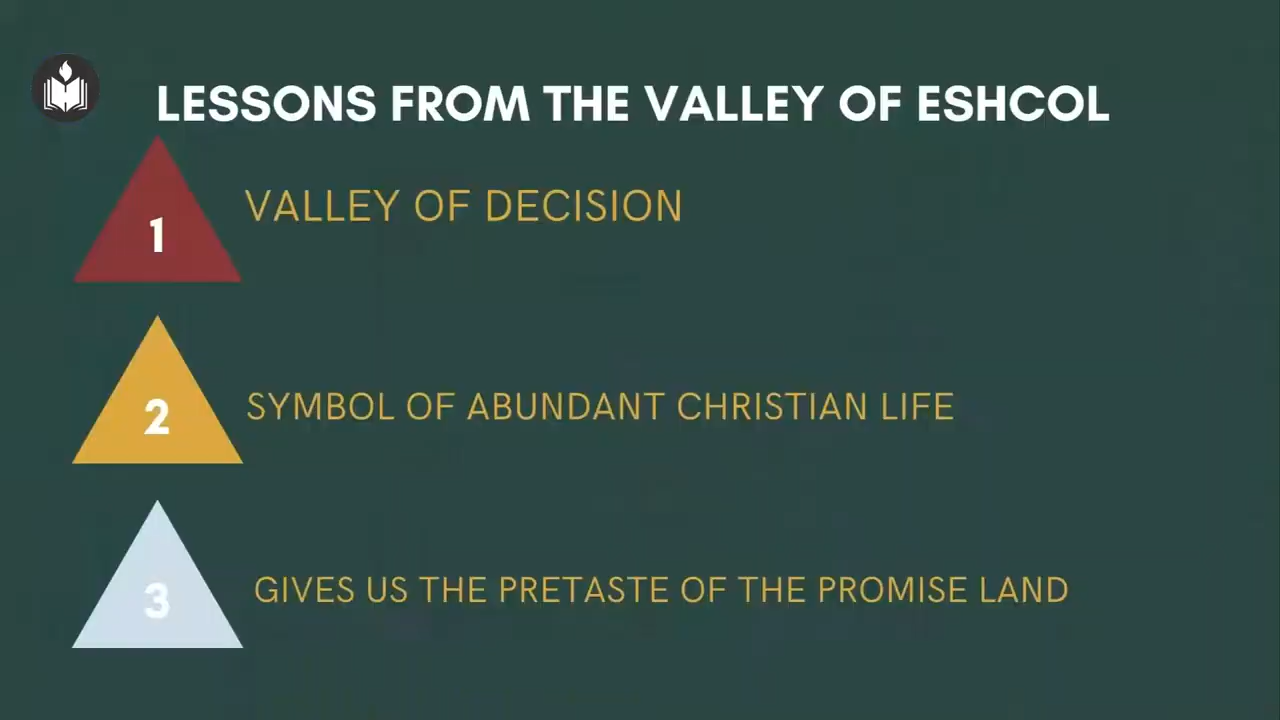 LESSONS FROM THE VALLEY OF ESHCOL
1
VALLEY OF DECISION
2
SYMBOL OF ABUNDANT CHRISTIAN LIFE
3
GIVES US THE PRETASTE OF THE PROMISE LAND